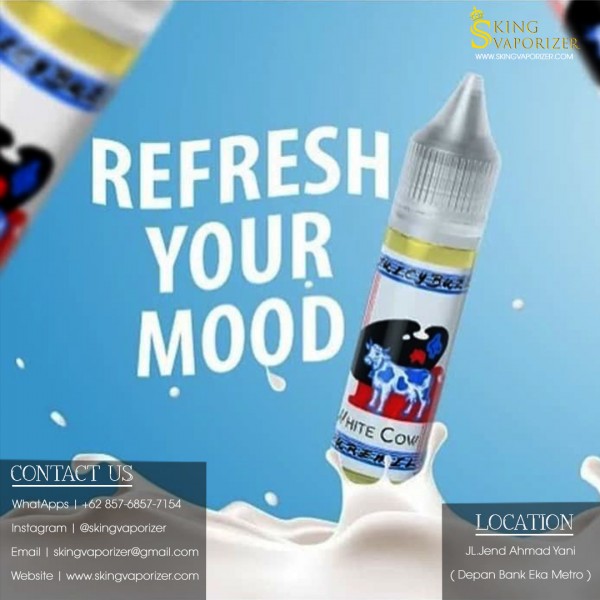 SKING
VAPORIZER
WWW.SKINGVAPORIZER.COM
REFRESH
YOUR
MOOD
WHITE COW
CONTACT US
WhatApps | +62 857-6857-7154
Instagram | @skingvaporizer
Email | skingvaporizer@gmail.com
Website | www.skingvaporizer.com
LOCATION
JL.Jend Ahmad Yani
( Depan Bank Eka Metro )